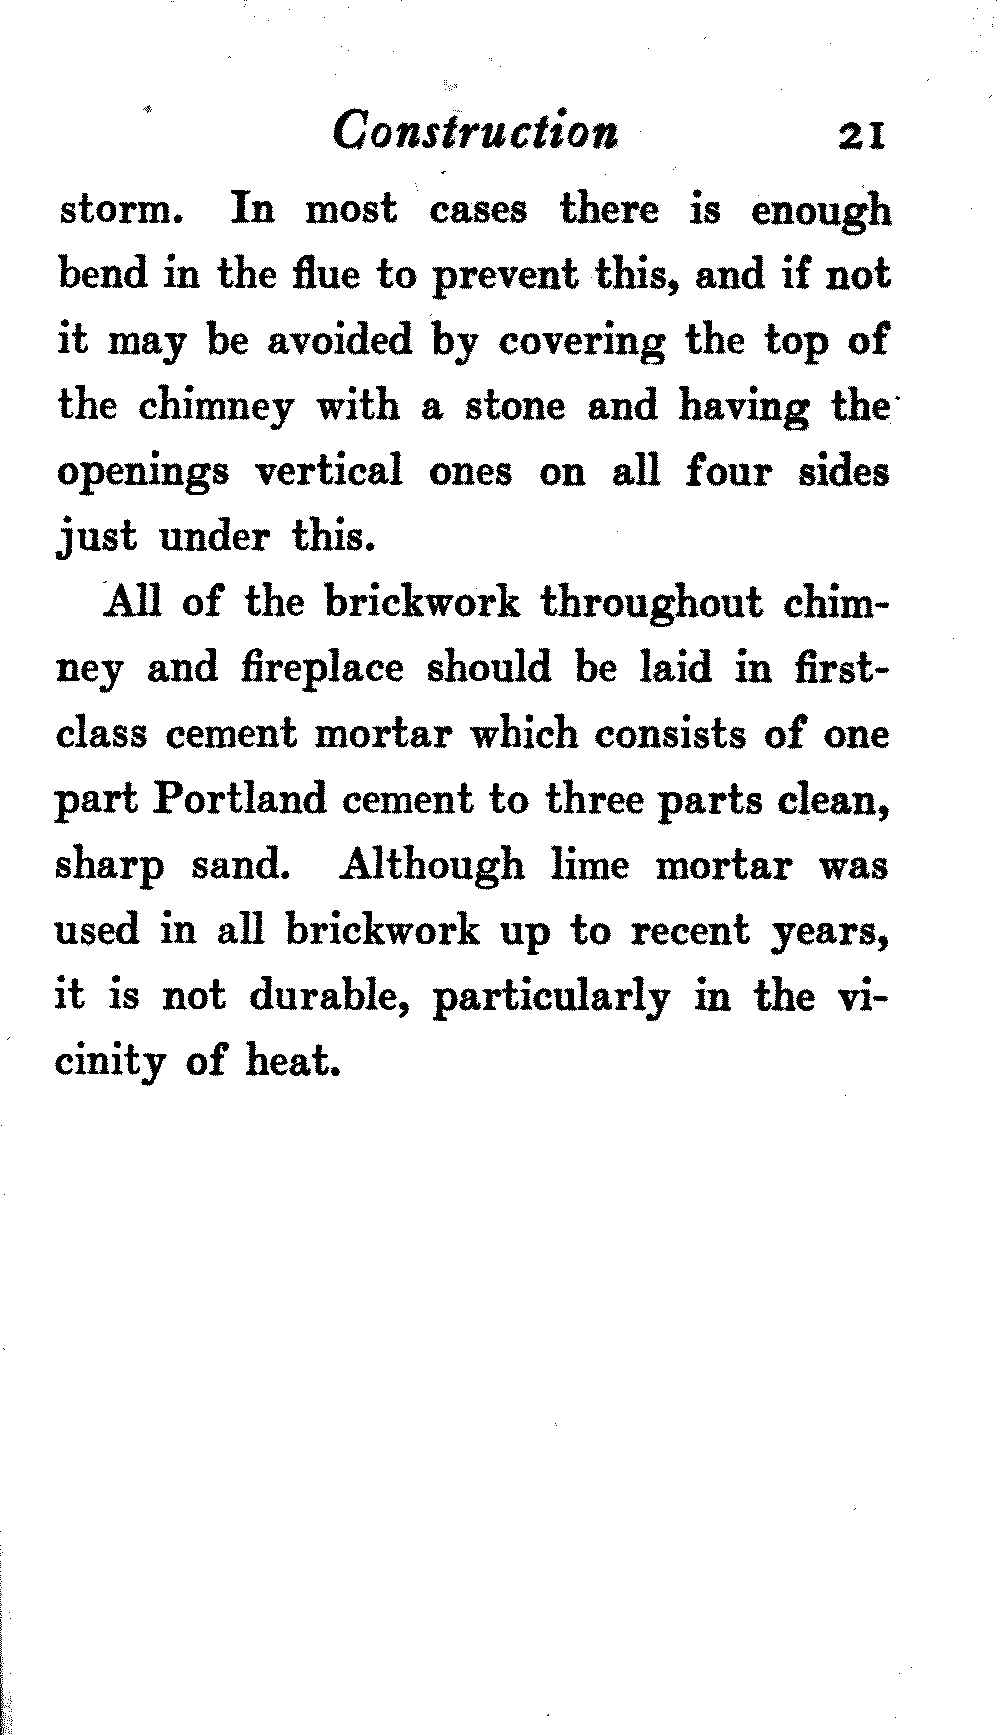 Construction 21
storm. In most cases there is enough
bend in the flue to prevent this, and if not
it may be avoided by covering the top of
the chimney with a stone and having the
openings vertical ones on all four sides
just under this.
All of the brickwork throughout chim-
ney and fireplace should be laid in first-
class cement mortar which consists of one
part Portland cement to three parts clean,
sharp sand. Although lime mortar was
used in all brickwork up to recent years,
it is not durable, particularly in the vi-
cinity of heat.